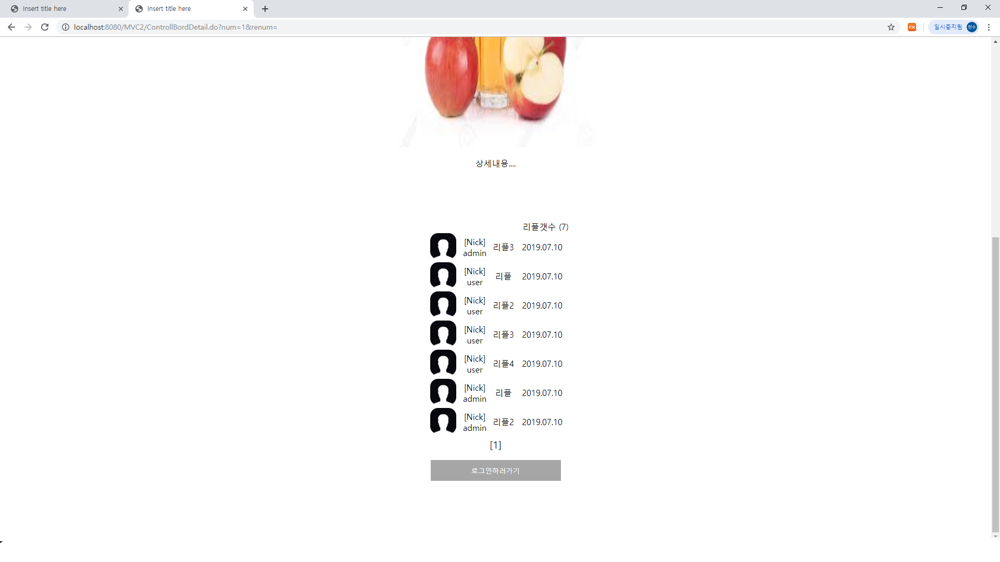 Insert title here
Insert title here
localhost:8080/MVC2/ControllBordDetail.do?num=1&renum=
일시중지됨
현수
상세내용....
리플갯수 (7)
[Nick]
admin
리플3
2019.07.10
[Nick]
user
리플
2019.07.10
[Nick]
user
리플2
2019.07.10
[Nick]
user
리플3
2019.07.10
[Nick]
user
리플4
2019.07.10
[Nick]
admin
리플
2019.07.10
[Nick]
admin
리플2
2019.07.10
[1]
로그인하러가기